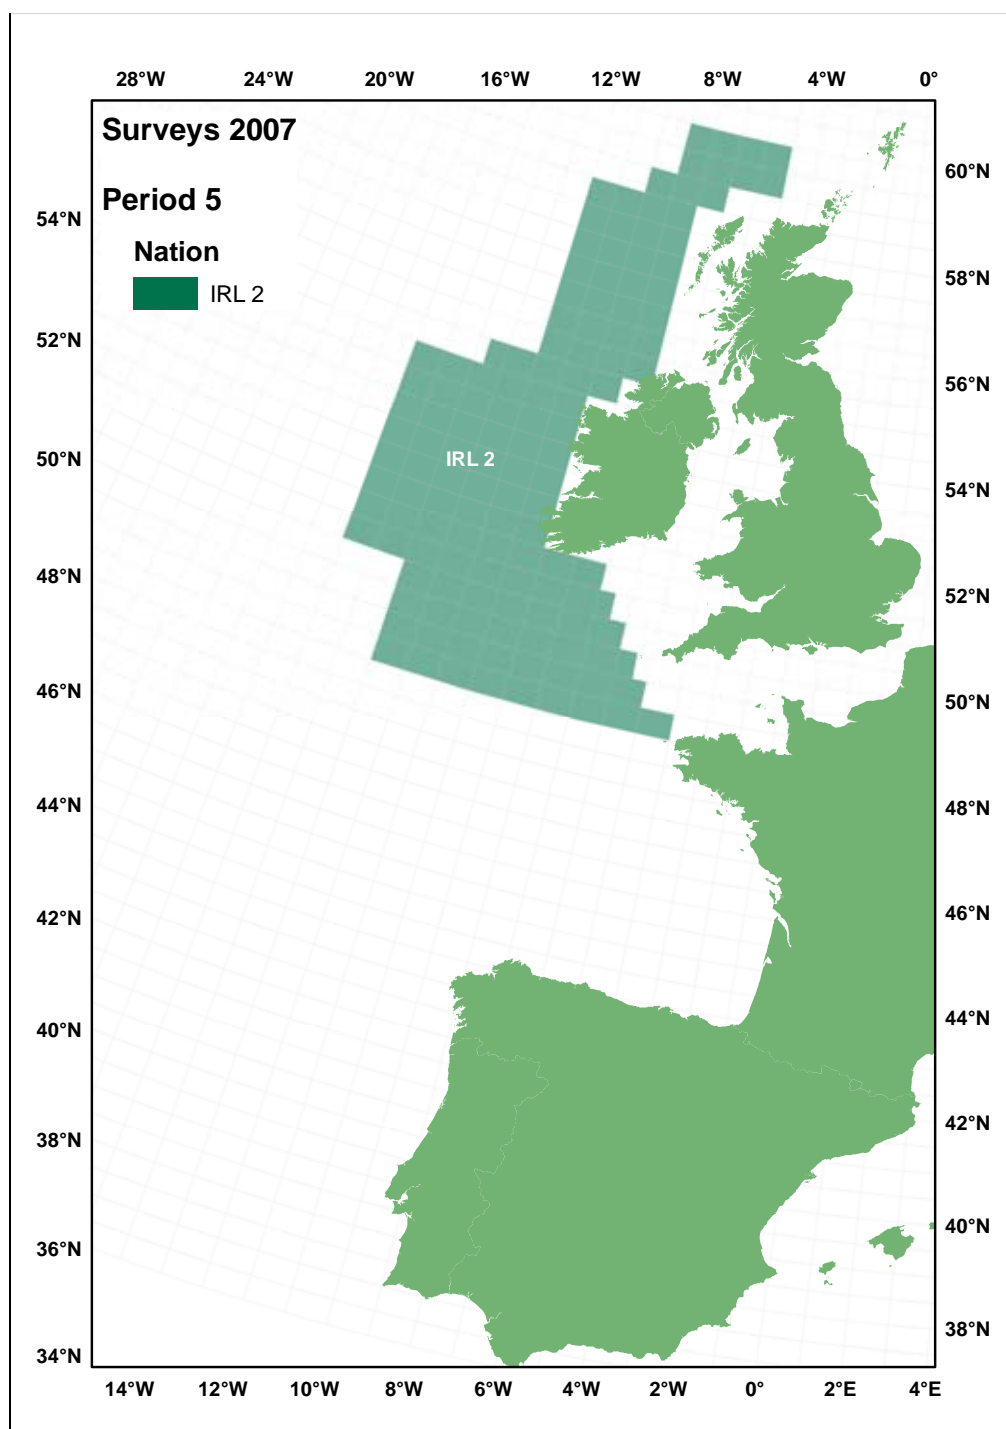 28°W 24°W 20°W 16°W 12°W 8°W 4°W 0°
Surveys 2007
Period 5
Nation
IRL 2
IRL 2
54°N
52°N
50°N
48°N
46°N
44°N
42°N
40°N
38°N
36°N
34°N
60°N
58°N
56°N
54°N
52°N
50°N
48°N
46°N
44°N
42°N
40°N
38°N
14°W 12°W 10°W 8°W 6°W 4°W 2°W 0° 2°E 4°E